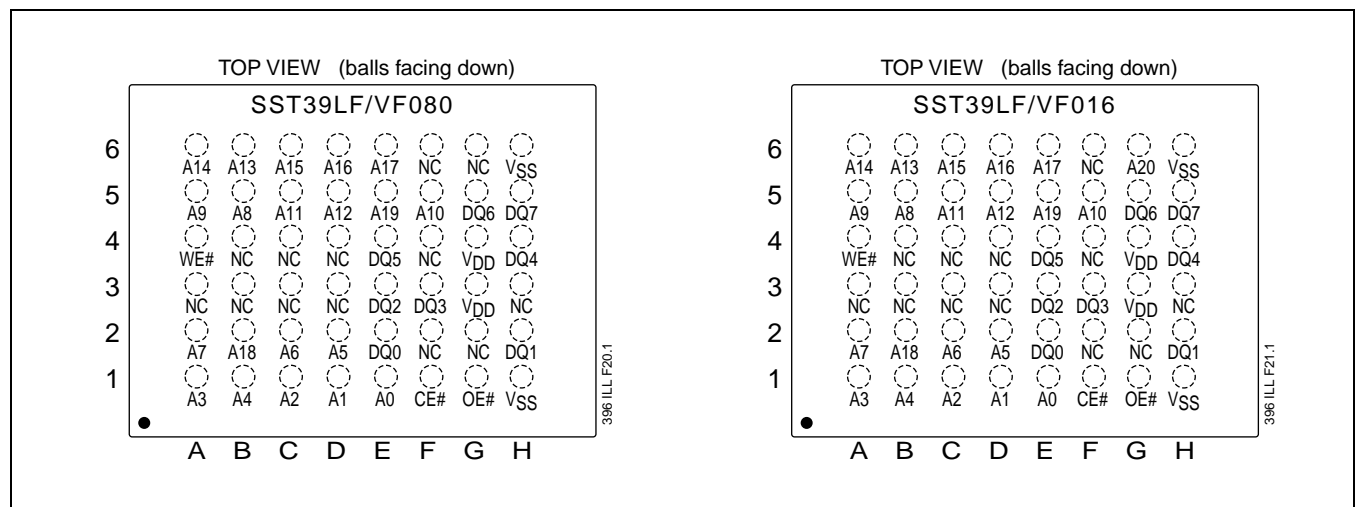 TOP VIEW (balls facing down)
SST39LF/VF080
6
A14 A13 A15 A16 A17 NC NC VSS
5
A9 A8 A11 A12 A19 A10 DQ6 DQ7
4
WE# NC NC NC DQ5 NC VDD DQ4
3
NC NC NC NC DQ2 DQ3 VDD NC
2
A7 A18 A6 A5 DQ0 NC NC DQ1
1
A3 A4 A2 A1 A0 CE# OE# VSS
A B C D E F G H
396 ILL F20.1
TOP VIEW (balls facing down)
SST39LF/VF016
6
A14 A13 A15 A16 A17 NC A20 VSS
5
A9 A8 A11 A12 A19 A10 DQ6 DQ7
4
WE# NC NC NC DQ5 NC VDD DQ4
3
NC NC NC NC DQ2 DQ3 VDD NC
2
A7 A18 A6 A5 DQ0 NC NC DQ1
1
A3 A4 A2 A1 A0 CE# OE# VSS
A B C D E F G H
396 ILL F21.1